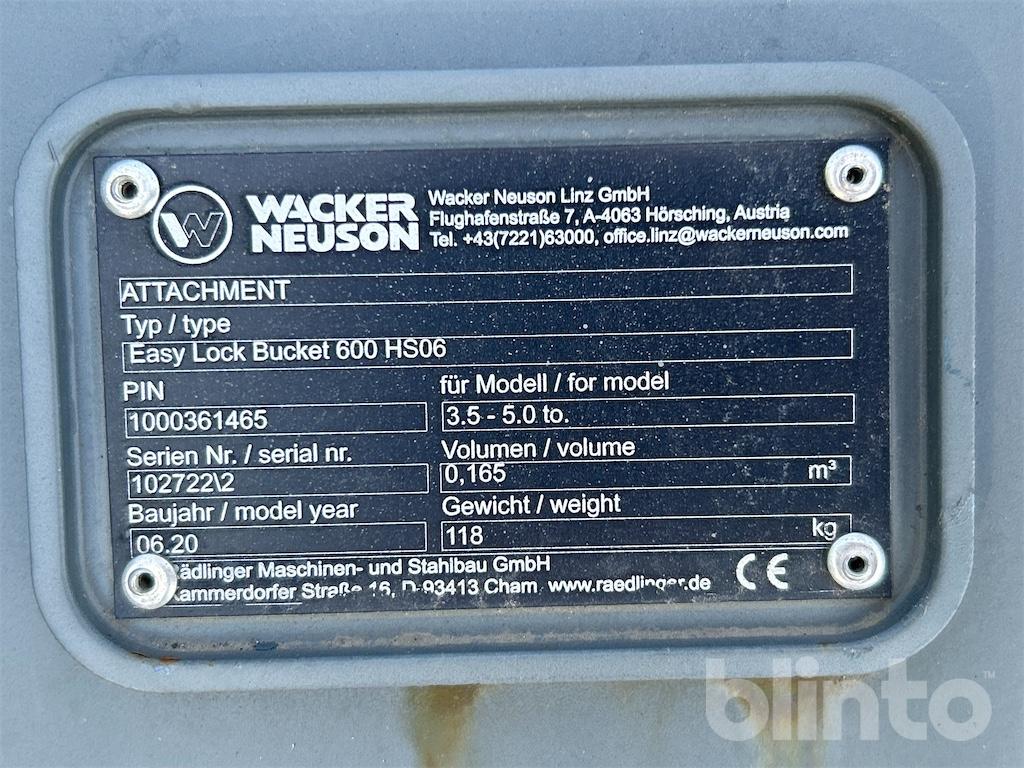 WACKER
NEUSON
Wacker Neuson Linz GmbH
Flughafenstraße 7, A-4063 Hörsching, Austria
Tel. +43(7221)63000, office.linz@wackerneuson.com
ATTACHMENT
Typ / type
Easy Lock Bucket 600 HS06
PIN
für Modell / for model
1000361465
3.5 - 5.0 to.
Serien Nr. / serial nr.
Volumen / volume
102722\2
0,165 m³
Baujahr / model year
Gewicht / weight
06.20
118 kg
Rädlinger Maschinen- und Stahlbau GmbH
Kammerdorfer Straße 16, D-93413 Cham www.raedlinger.de
CE
blinto™